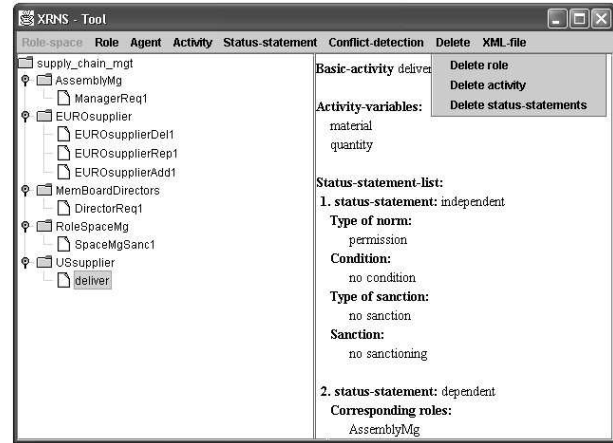 XRNS - Tool
Role-space Role Agent Activity Status-statement Conflict-detection Delete XML-file
supply_chain_mgt
AssemblyMg
ManagerReq1
EUROsupplier
EUROsupplierDel1
EUROsupplierRep1
EUROsupplierAdd1
MemBoardDirectors
DirectorReq1
RoleSpaceMg
SpaceMgSanc1
USsupplier
deliver
Delete role
Delete activity
Delete status-statements
Basic-activity deliver
Activity-variables:
material
quantity
Status-statement-list:
1. status-statement: independent
Type of norm:
permission
Condition:
no condition
Type of sanction:
no sanction
Sanction:
no sanctioning
2. status-statement: dependent
Corresponding roles:
AssemblyMg